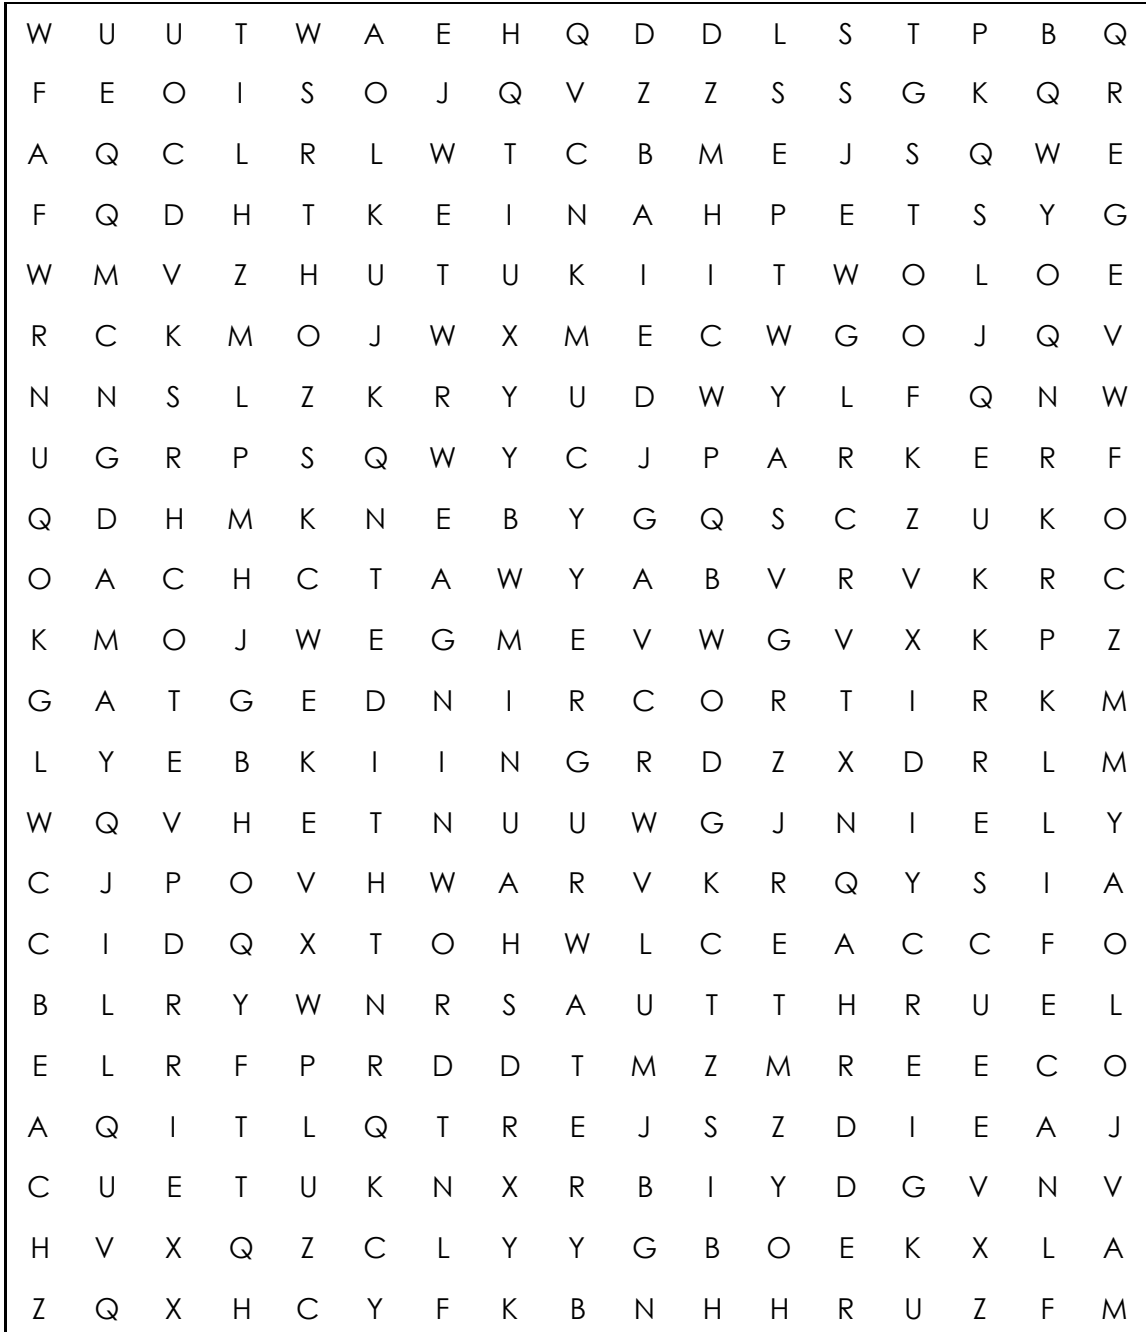 W U U T W A E H Q D D L S T P B Q
F E O I S O J Q V Z Z S S G K Q R
A Q C L R L W T C B M E J S Q W E
F Q D H T K E I N A H P E T S Y G
W M V Z H U T U K I I T W O L O E
R C K M O J W X M E C W G O J Q V
N N S L Z K R Y U D W Y L F Q N W
U G R P S Q W Y C J P A R K E R F
Q D H M K N E B Y G Q S C Z U K O
O A C H C T A W Y A B V R V K R C
K M O J W E G M E V W G V X K P Z
G A T G E D N I R C O R T I R K M
L Y E B K I I N G R D Z X D R L M
W Q V H E T N U U W G J N I E L Y
C J P O V H W A R V K R Q Y S I A
C I D Q X T O H W L C E A C C F O
B L R Y W N R S A U T T H R U E L
E L R F P R D D T M Z M R E E C O
A Q I T L Q T R E J S Z D I E A J
C U E T U K N X R B I Y D G V N V
H V X Q Z C L Y Y G B O E K X L A
Z Q X H C Y F K B N H H R U Z F M